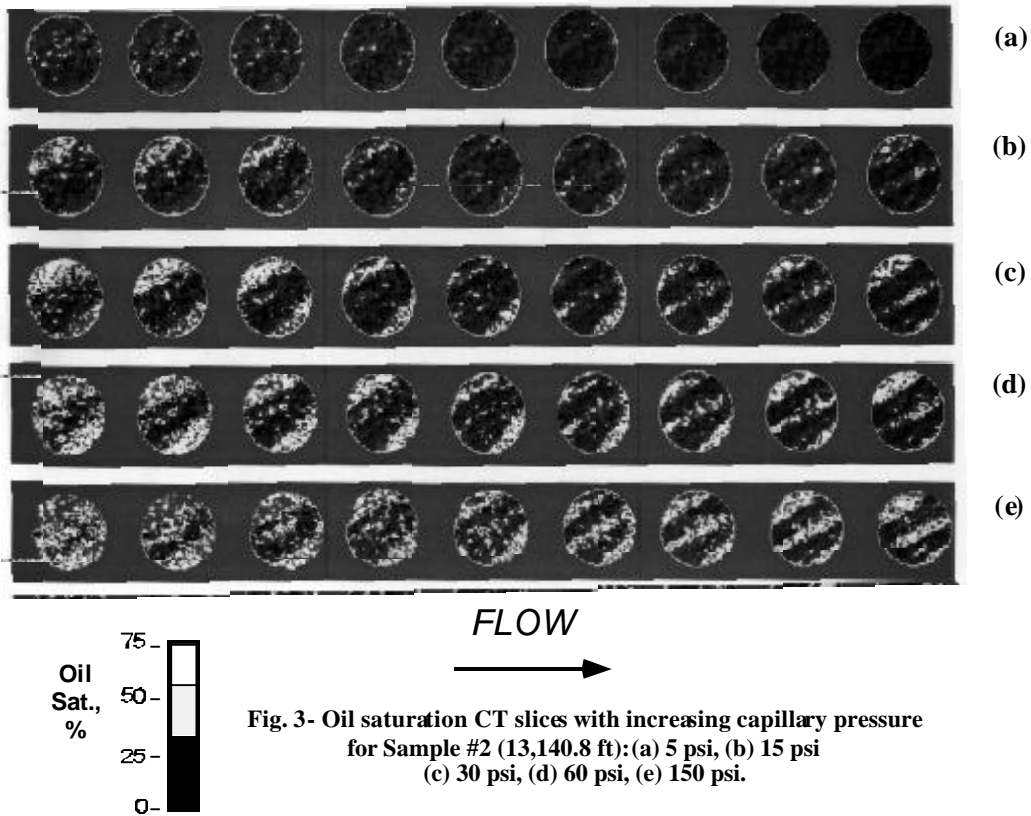 (a)
(b)
(c)
(d)
(e)
FLOW
Oil
Sat.,
%
75
50
25
0
Fig. 3- Oil saturation CT slices with increasing capillary pressure
for Sample #2 (13,140.8 ft): (a) 5 psi, (b) 15 psi
(c) 30 psi, (d) 60 psi, (e) 150 psi.